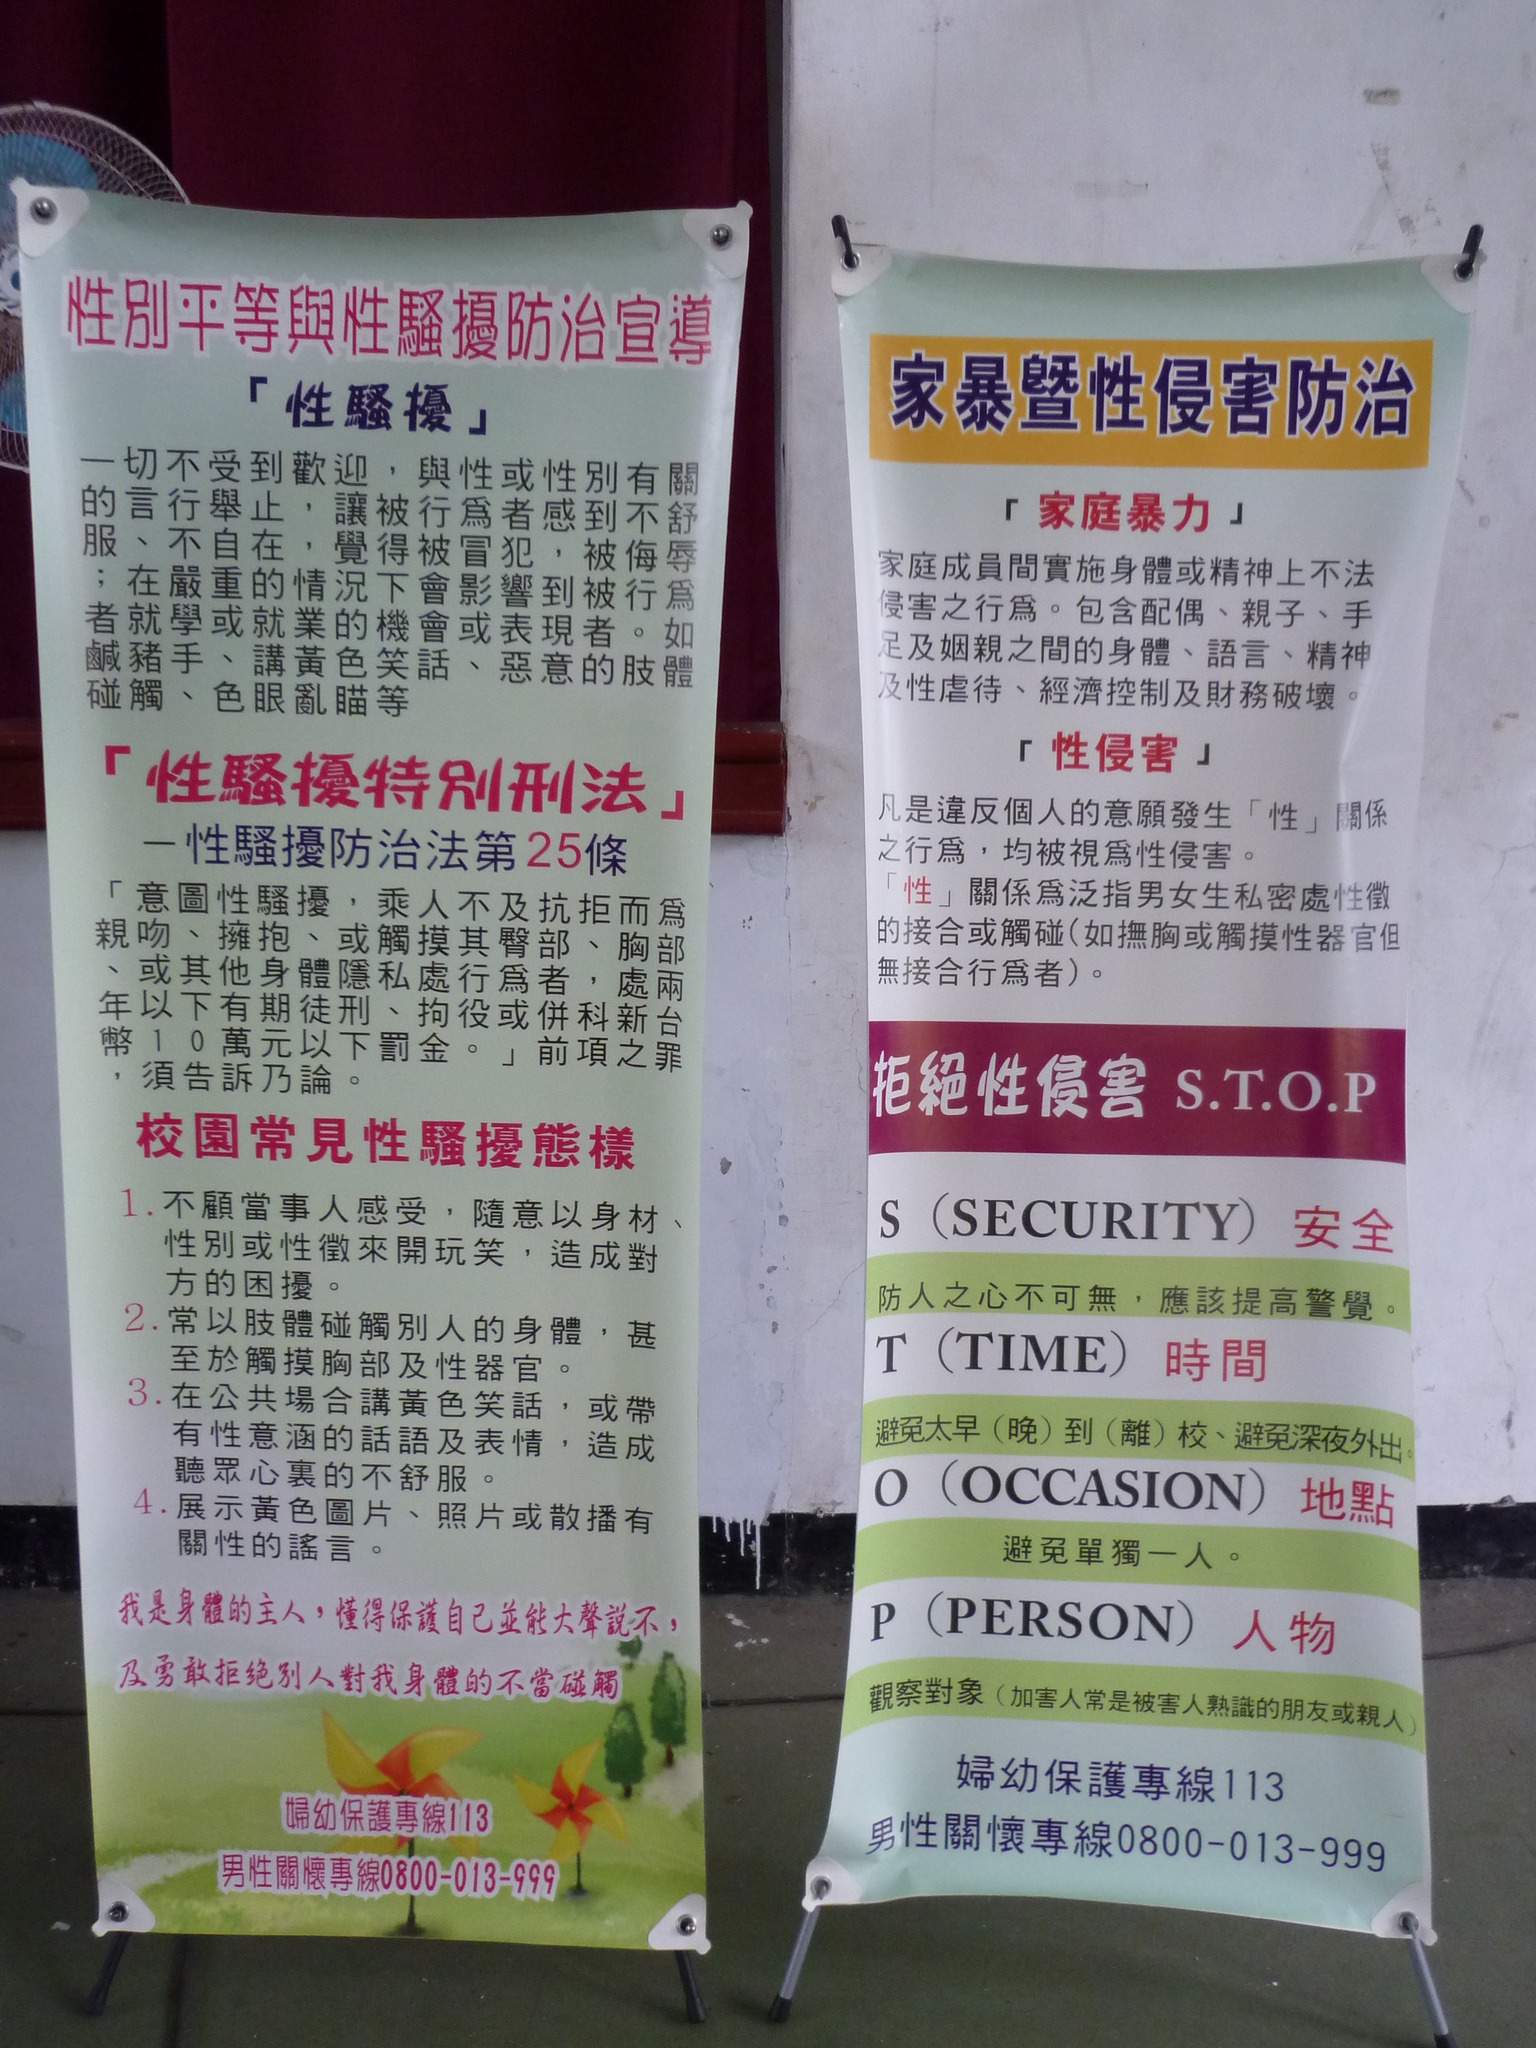 性別平等與性騷擾防治宣導
「性騷擾」
一切不受到歡迎，與性或性別有關
的言行舉止，讓被行為者感到不舒
服、不自在，覺得被冒犯，被侮辱
；在嚴重的情況下會影響到被行為
者就學或就業的機會或表現者。如
鹹豬手、講黃色笑話、惡意的肢體
碰觸、色眼亂瞄等
「性騷擾特別刑法」
－性騷擾防治法第25條
「意圖性騷擾，乘人不及抗拒而為
親吻、擁抱、或觸摸其臀部、胸部
、或其他身體隱私處行為者，處兩
年以下有期徒刑、拘役或併科新台
幣10萬元以下罰金。」前項之罪
，須告訴乃論。
校園常見性騷擾態樣
1.不顧當事人感受，隨意以身材、
性別或性徵來開玩笑，造成對
方的困擾。
2.常以肢體碰觸別人的身體，甚
至於觸摸胸部及性器官。
3.在公共場合講黃色笑話，或帶
有性意涵的話語及表情，造成
聽眾心裏的不舒服。
4.展示黃色圖片、照片或散播有
關性的謠言。
我是身體的主人，懂得保護自己並能大聲說不，
及勇敢拒絕別人對我身體的不當碰觸
婦幼保護專線113
男性關懷專線0800-013-999
家暴暨性侵害防治
「家庭暴力」
家庭成員間實施身體或精神上不法
侵害之行為。包含配偶、親子、手
足及姻親之間的身體、語言、精神
及性虐待、經濟控制及財務破壞。
「性侵害」
凡是違反個人的意願發生「性」關係
之行為，均被視為性侵害。
「性」關係為泛指男女生私密處性徵
的接合或觸碰(如撫胸或觸摸性器官但
無接合行為者)。
拒絕性侵害 S.T.O.P
S（SECURITY）安全
防人之心不可無，應該提高警覺。
T（TIME）時間
避免太早（晚）到（離）校、避免深夜外出。
O（OCCASION）地點
避免單獨一人。
P（PERSON）人物
觀察對象（加害人常是被害人熟識的朋友或親人）
婦幼保護專線113
男性關懷專線0800-013-999